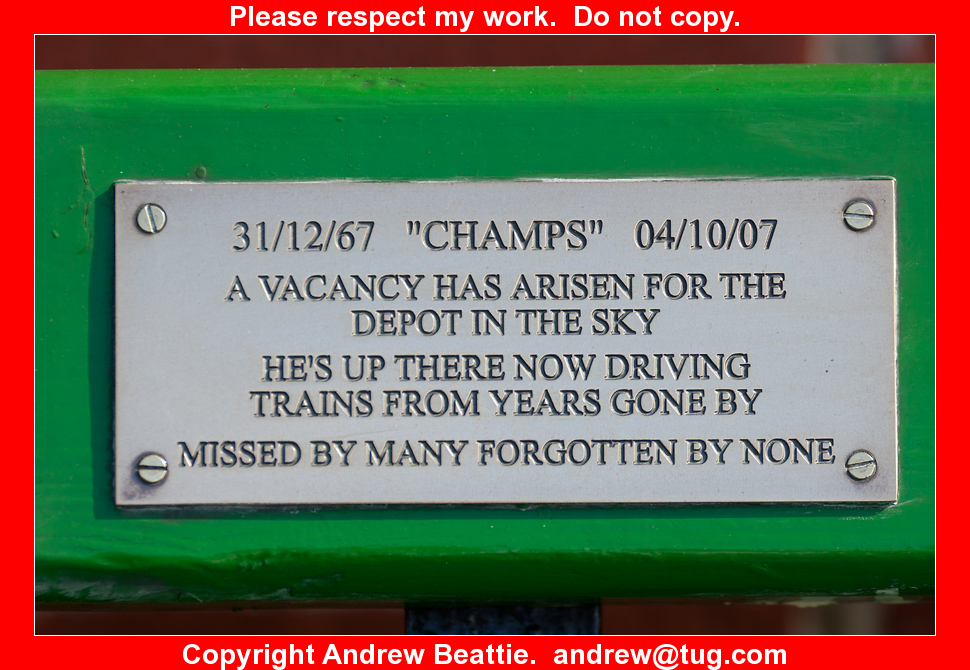 Please respect my work.  Do not copy.
31/12/67 "CHAMPS" 04/10/07
A VACANCY HAS ARISEN FOR THE
DEPOT IN THE SKY
HE'S UP THERE NOW DRIVING
TRAINS FROM YEARS GONE BY
MISSED BY MANY FORGOTTEN BY NONE
Copyright Andrew Beattie.  andrew@tug.com